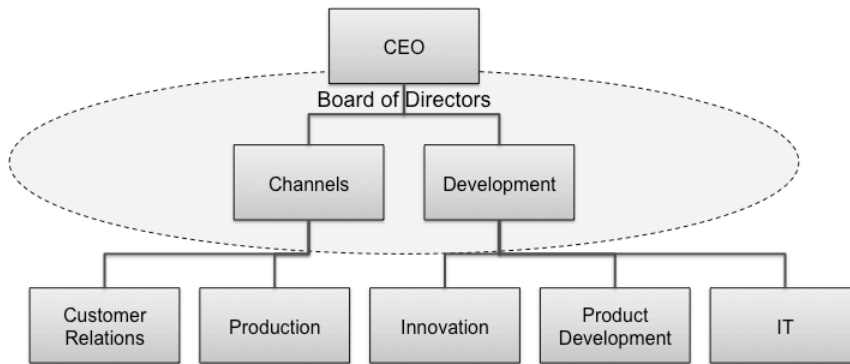 CEO
Board of Directors
Channels
Development
Customer
Relations
Production
Innovation
Product
Development
IT